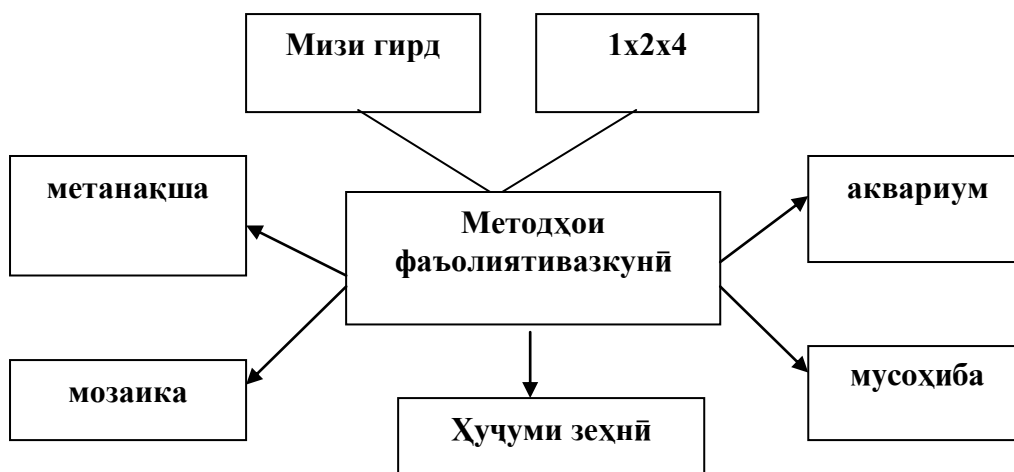 Мизи гирд
1х2х4
метанақша
аквариум
Методҳои
фаъолиятивазкунӣ
мозаика
мусоҳиба
Ҳуҷуми зеҳнӣ